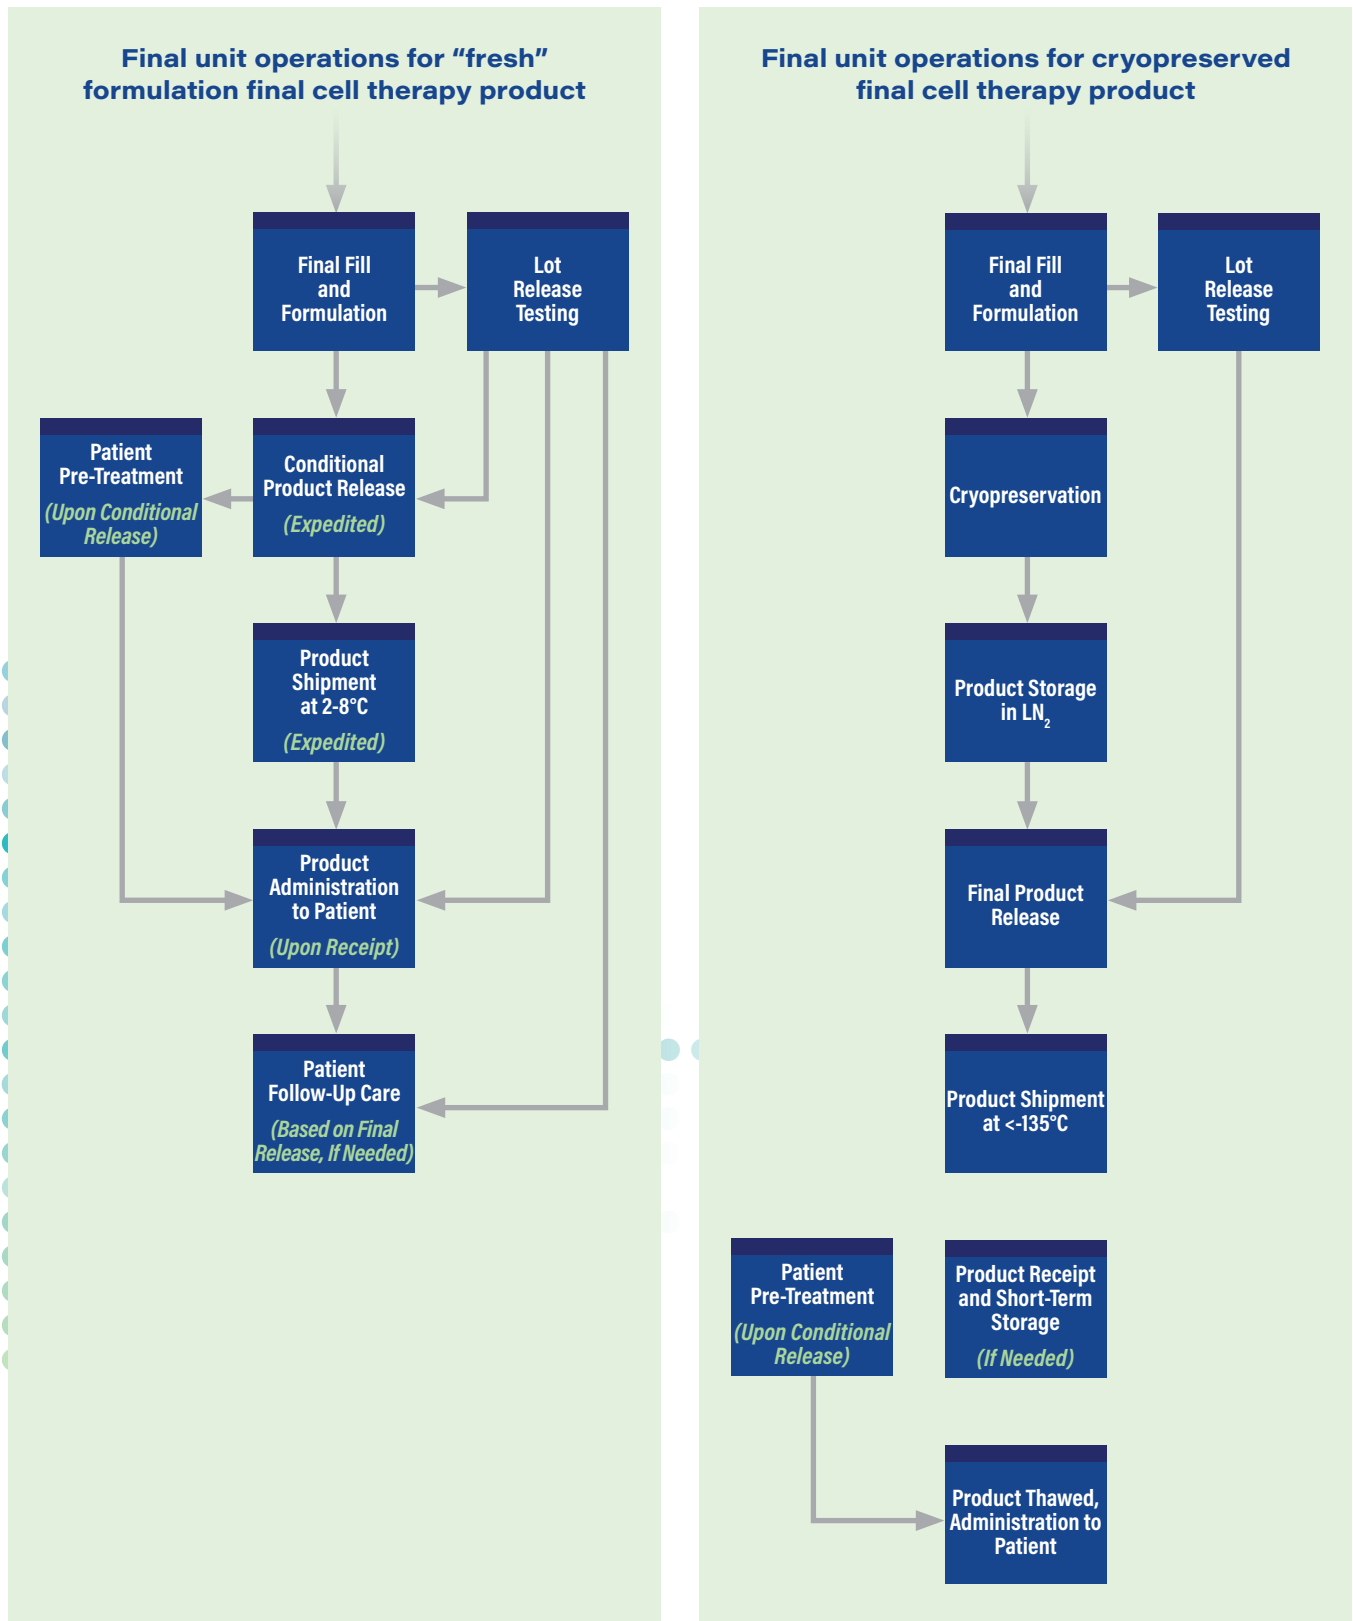 Final unit operations for “fresh”
formulation final cell therapy product
Final Fill
and
Formulation
Lot
Release
Testing
Patient
Pre-Treatment
(Upon Conditional
Release)
Conditional
Product Release
(Expedited)
Product
Shipment
at 2-8°C
(Expedited)
Product
Administration
to Patient
(Upon Receipt)
Patient
Follow-Up Care
(Based on Final
Release, If Needed)
Final unit operations for cryopreserved
final cell therapy product
Final Fill
and
Formulation
Lot
Release
Testing
Cryopreservation
Product Storage
in LN₂
Final Product
Release
Product Shipment
at <-135°C
Patient
Pre-Treatment
(Upon Conditional
Release)
Product Receipt
and Short-Term
Storage
(If Needed)
Product Thawed,
Administration to
Patient